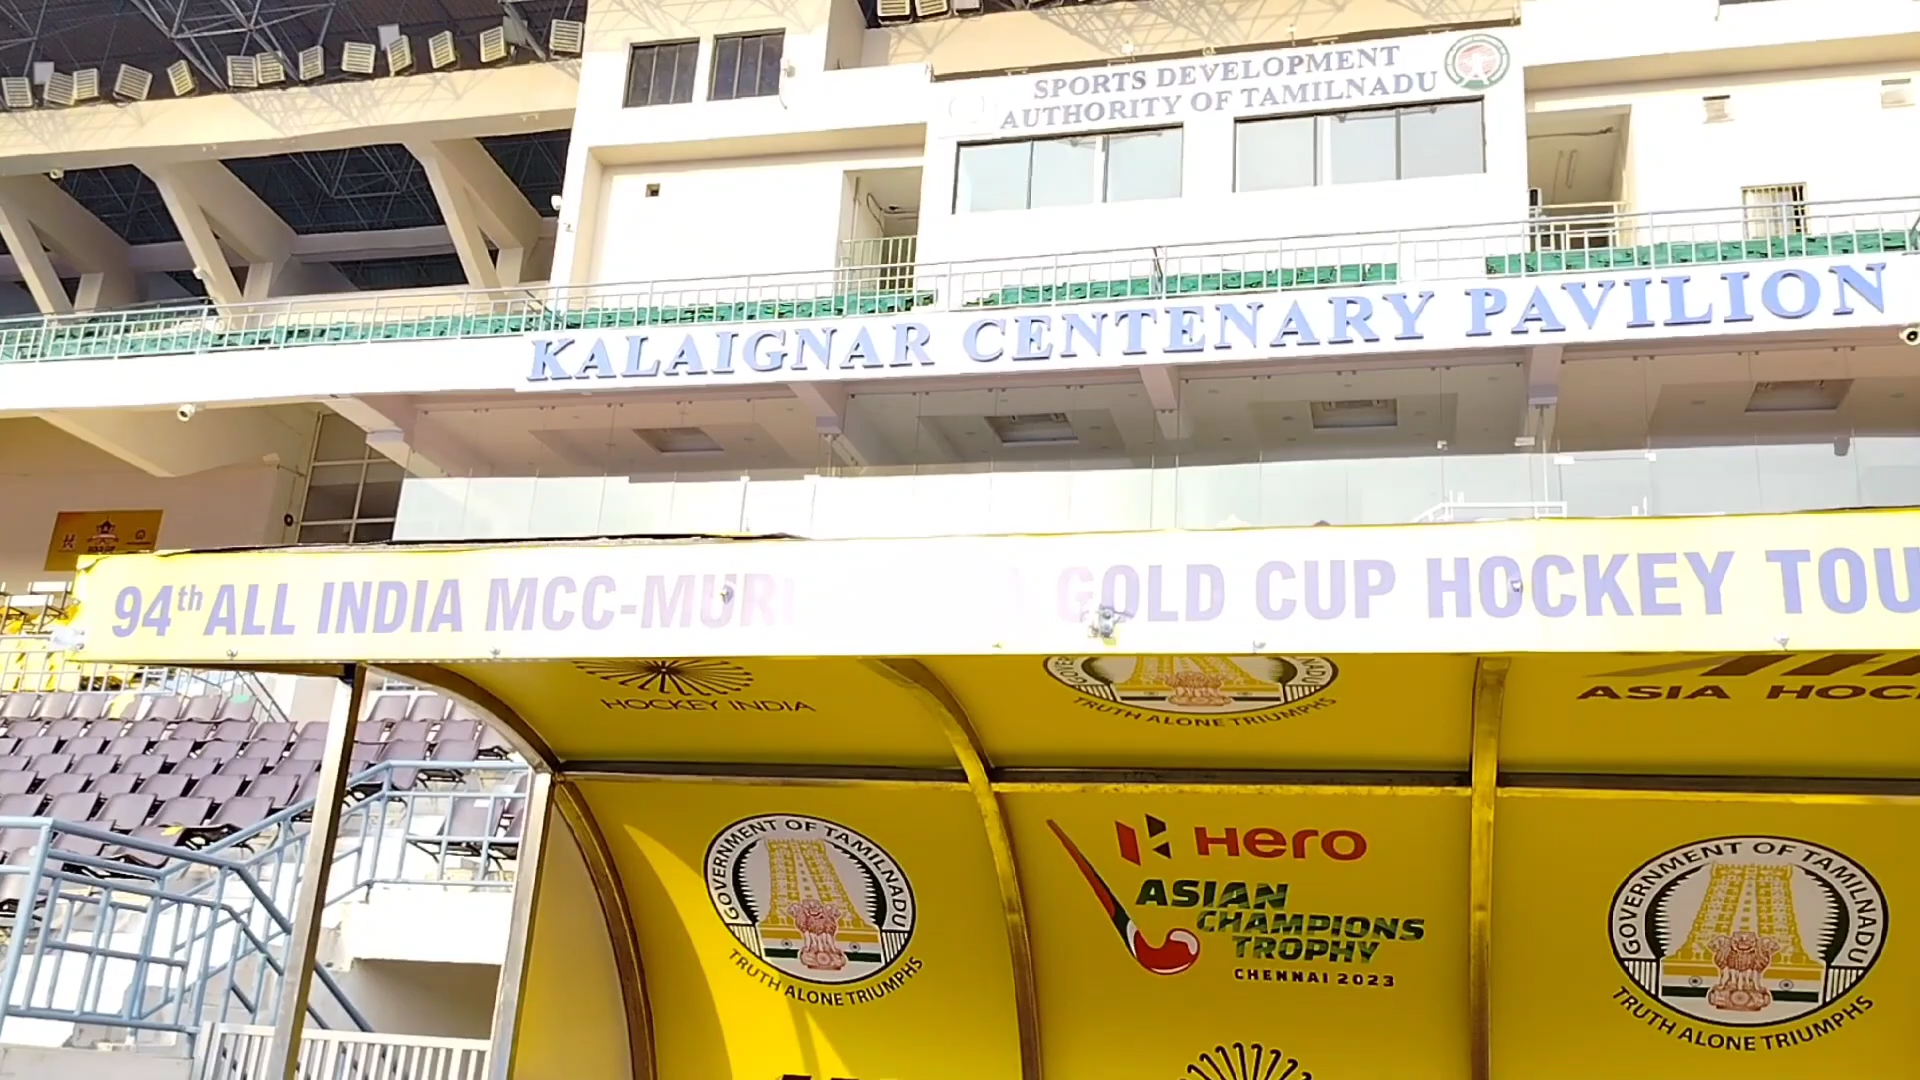 SPORTS DEVELOPMENT
AUTHORITY OF TAMILNADU
KALAIGNAR CENTENARY PAVILION
94th ALL INDIA MCC-MUR GOLD CUP HOCKEY TOU
HOCKEY INDIA
TRUTH ALONE TRIUMPHS
ASIA HOC
GOVERNMENT OF TAMILNADU
TRUTH ALONE TRIUMPHS
Hero
ASIAN
CHAMPIONS
TROPHY
CHENNAI 2023
GOVERNMENT OF TAMILNADU
TRUTH ALONE TRIUMPHS